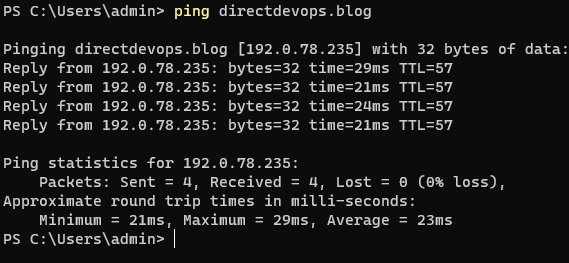 PS C:\Users\admin> ping directdevops.blog
Pinging directdevops.blog [192.0.78.235] with 32 bytes of data:
Reply from 192.0.78.235: bytes=32 time=29ms TTL=57
Reply from 192.0.78.235: bytes=32 time=21ms TTL=57
Reply from 192.0.78.235: bytes=32 time=24ms TTL=57
Reply from 192.0.78.235: bytes=32 time=21ms TTL=57
Ping statistics for 192.0.78.235:
    Packets: Sent = 4, Received = 4, Lost = 0 (0% loss),
Approximate round trip times in milli-seconds:
    Minimum = 21ms, Maximum = 29ms, Average = 23ms
PS C:\Users\admin>